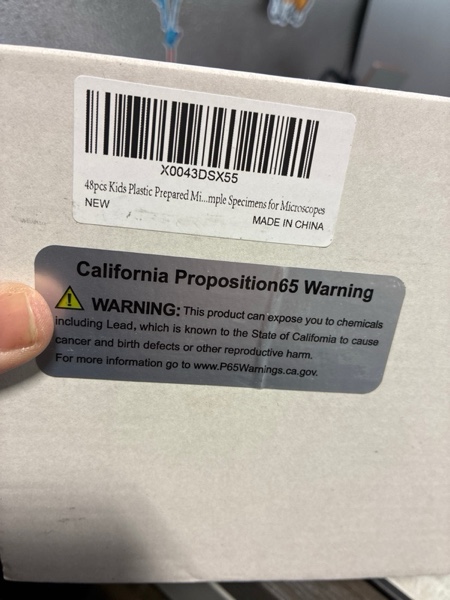 X0043DSX55
48pcs Kids Plastic Prepared Mi...mple Specimens for Microscopes
NEW
MADE IN CHINA
California Proposition65 Warning
WARNING: This product can expose you to chemicals
including Lead, which is known to the State of California to cause
cancer and birth defects or other reproductive harm.
For more information go to www.P65Warnings.ca.gov.